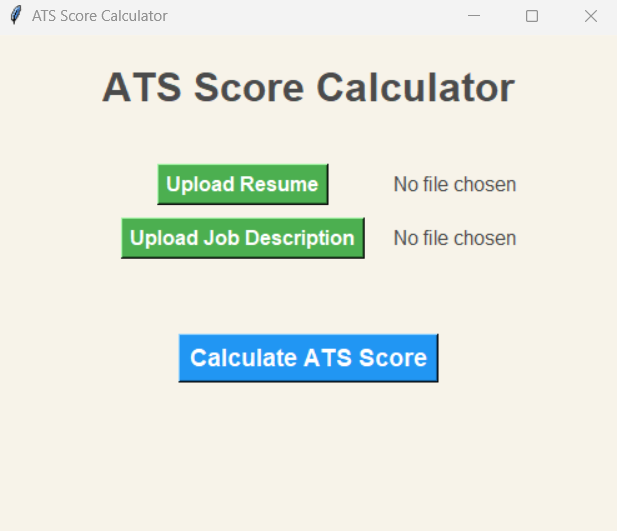 ATS Score Calculator
ATS Score Calculator
Upload Resume No file chosen
Upload Job Description No file chosen
Calculate ATS Score